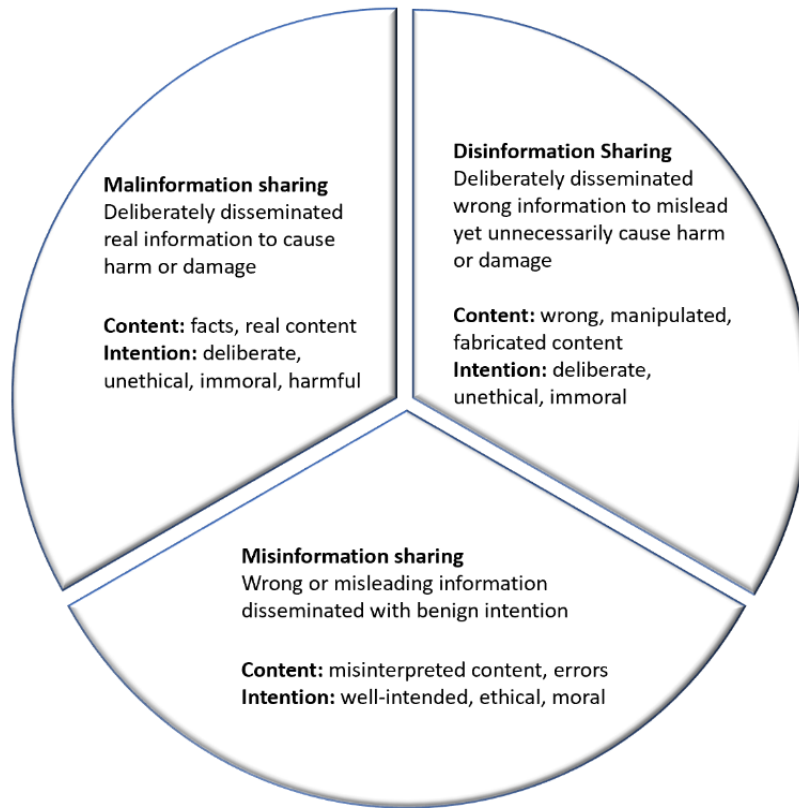 Malinformation sharing
Deliberately disseminated
real information to cause
harm or damage
Content: facts, real content
Intention: deliberate,
unethical, immoral, harmful
Disinformation Sharing
Deliberately disseminated
wrong information to mislead
yet unnecessarily cause harm
or damage
Content: wrong, manipulated,
fabricated content
Intention: deliberate,
unethical, immoral
Misinformation sharing
Wrong or misleading information
disseminated with benign intention
Content: misinterpreted content, errors
Intention: well-intended, ethical, moral